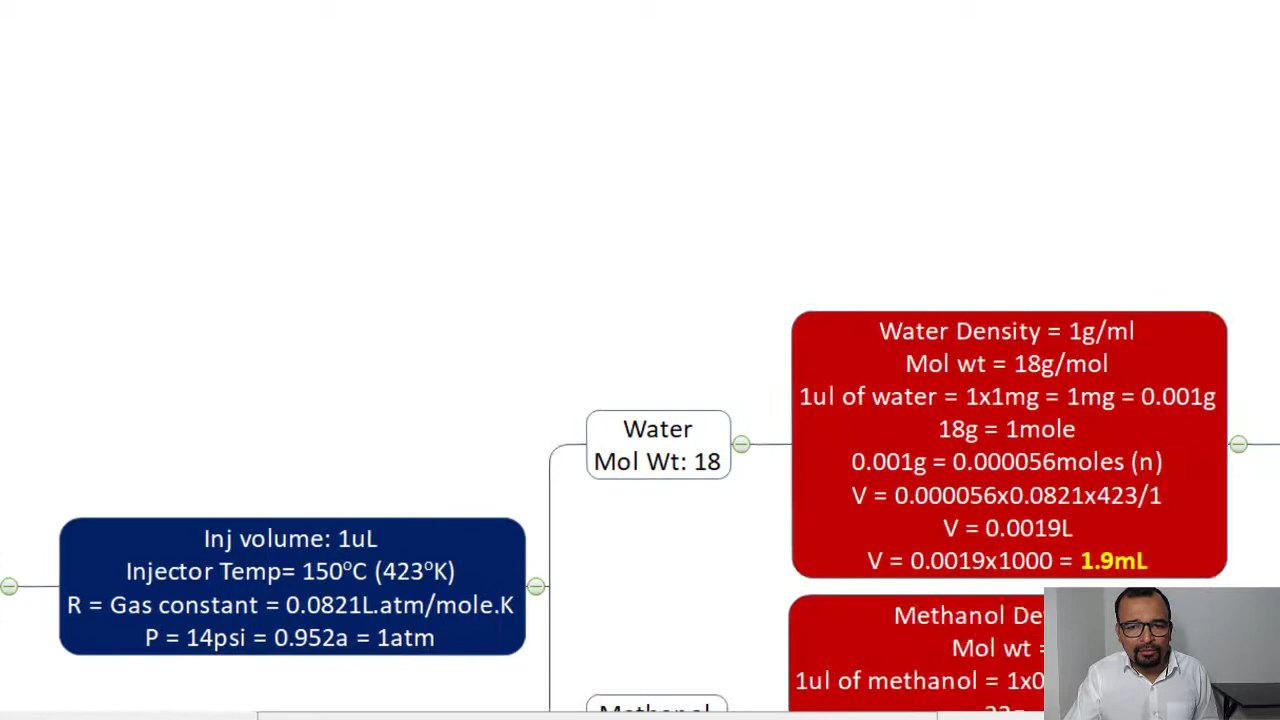 Water Density = 1g/ml
Mol wt = 18g/mol
1ul of water = 1x1mg = 1mg = 0.001g
18g = 1mole
0.001g = 0.000056moles (n)
V = 0.000056x0.0821x423/1
V = 0.0019L
V = 0.0019x1000 = 1.9mL
Water
Mol Wt: 18
Inj volume: 1uL
Injector Temp= 150ºC (423ºK)
R = Gas constant = 0.0821L.atm/mole.K
P = 14psi = 0.952a = 1atm
Methanol De
Mol wt =
1ul of methanol = 1x0
Methanol